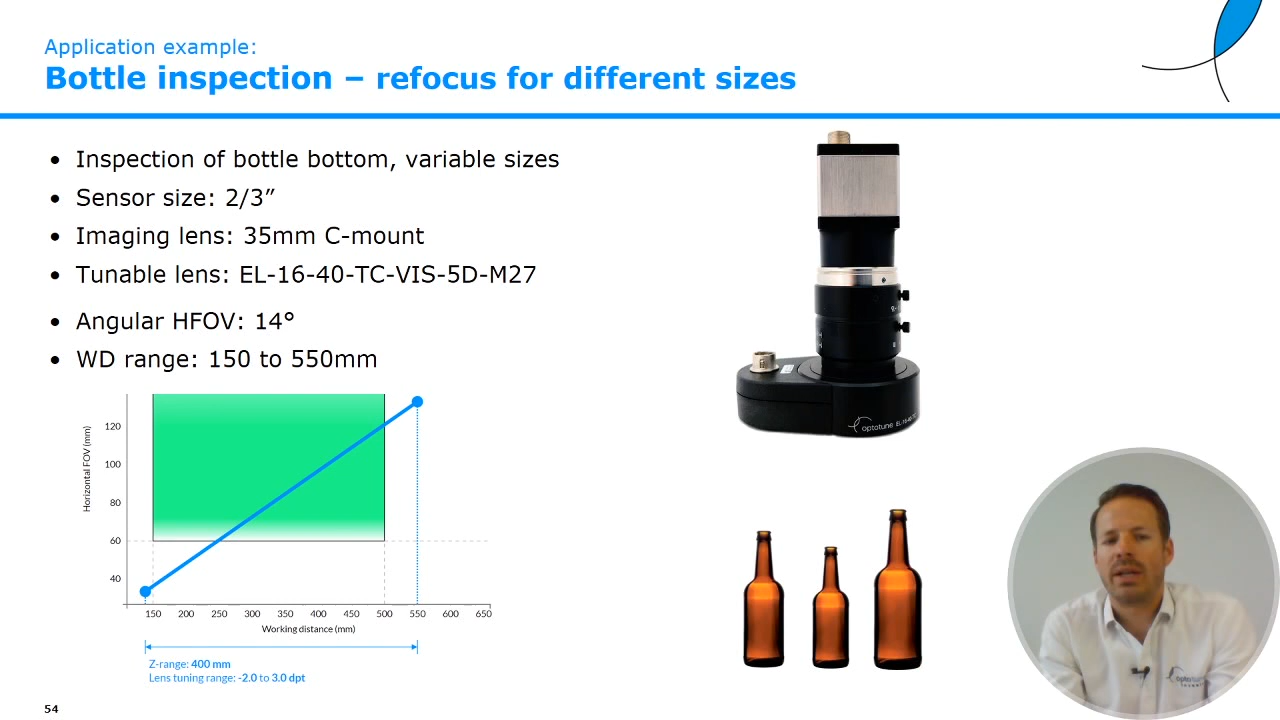 Application example:
Bottle inspection – refocus for different sizes
• Inspection of bottle bottom, variable sizes
• Sensor size: 2/3”
• Imaging lens: 35mm C-mount
• Tunable lens: EL-16-40-TC-VIS-5D-M27
• Angular HFOV: 14°
• WD range: 150 to 550mm
Horizontal FOV (mm)
120
100
80
60
40
150 200 250 300 350 400 450 500 550 600 650
Working distance (mm)
Z-range: 400 mm
Lens tuning range: -2.0 to 3.0 dpt
optotune EL-16-40
54